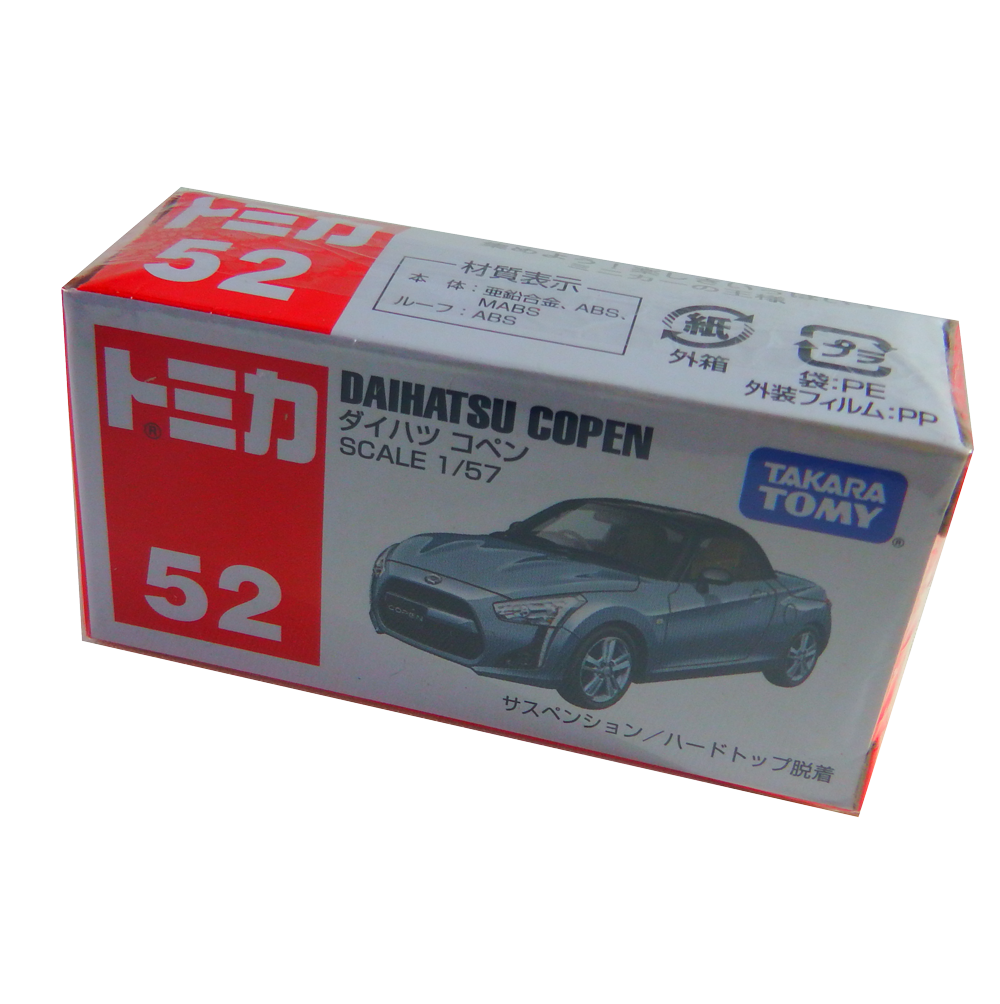 トミカ
52
材質表示
本 体：亜鉛合金、ABS、
MABS
ルーフ：ABS
紙
外箱
プラ
袋:PE
外装フィルム:PP
トミカ
®
52
DAIHATSU COPEN
ダイハツ コペン
SCALE 1/57
TAKARA
TOMY
®
COPEN
サスペンション／ハードトップ脱着